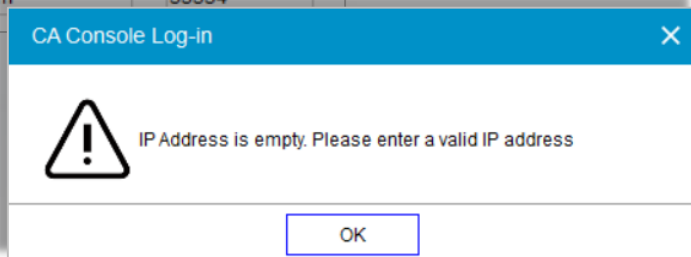 CA Console Log-in
IP Address is empty. Please enter a valid IP address
OK